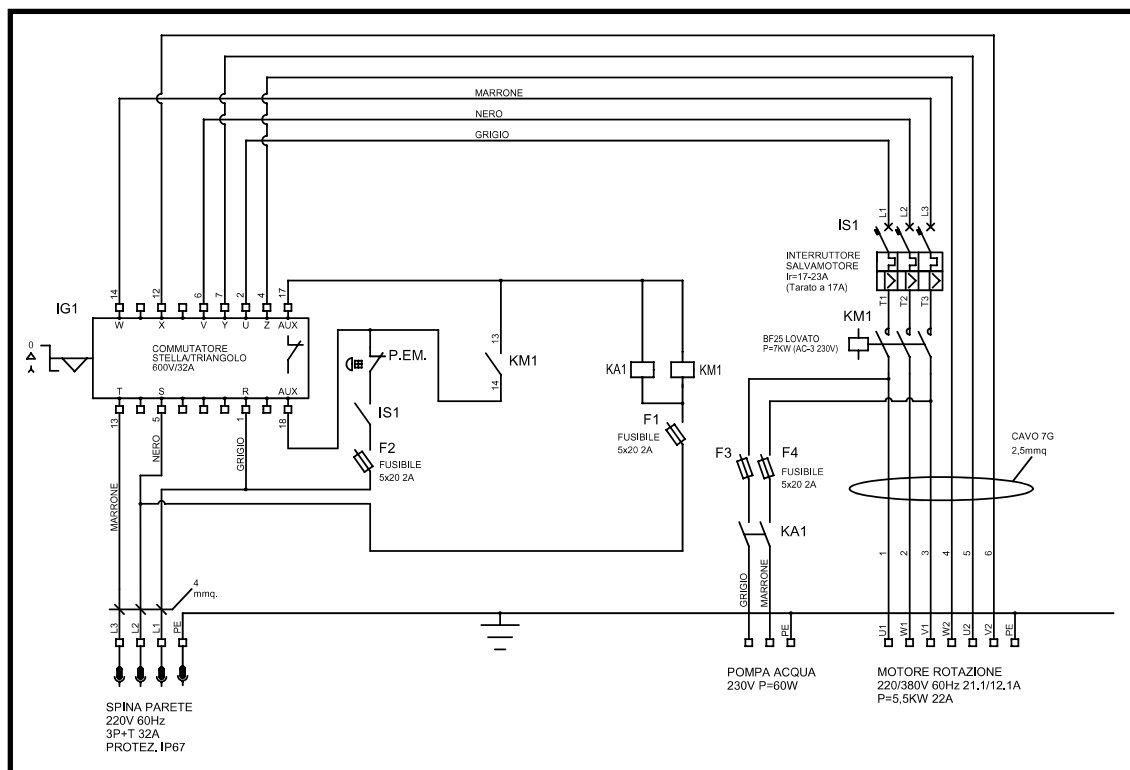 MARRONE
NERO
GRIGIO
L1 L2 L3
IS1
INTERRUTTORE
SALVAMOTORE
Ir=17-23A
(Tarato a 17A)
T1 T2 T3
14 12 6 7 2 4 17
IG1
W X V Y U Z AUX
COMMUTATORE
STELLA/TRIANGOLO
600V/32A
0
T S R AUX
13 5 1 18
P.EM.
13
KM1
14
KA1
KM1
KM1
BF25 LOVATO
P=7KW (AC-3 230V)
IS1
F2
FUSIBILE
5x20 2A
F1
FUSIBILE
5x20 2A
F3
F4
FUSIBILE
5x20 2A
CAVO 7G
2,5mmq
NERO
GRIGIO
MARRONE
KA1
GRIGIO
MARRONE
1 2 3 4 5 6
4
mmq.
L3 L2 L1 PE
PE
U1 W1 V1 W2 U2 V2 PE
POMPA ACQUA
230V P=60W
MOTORE ROTAZIONE
220/380V 60Hz 21.1/12.1A
P=5,5KW 22A
SPINA PARETE
220V 60Hz
3P+T 32A
PROTEZ. IP67